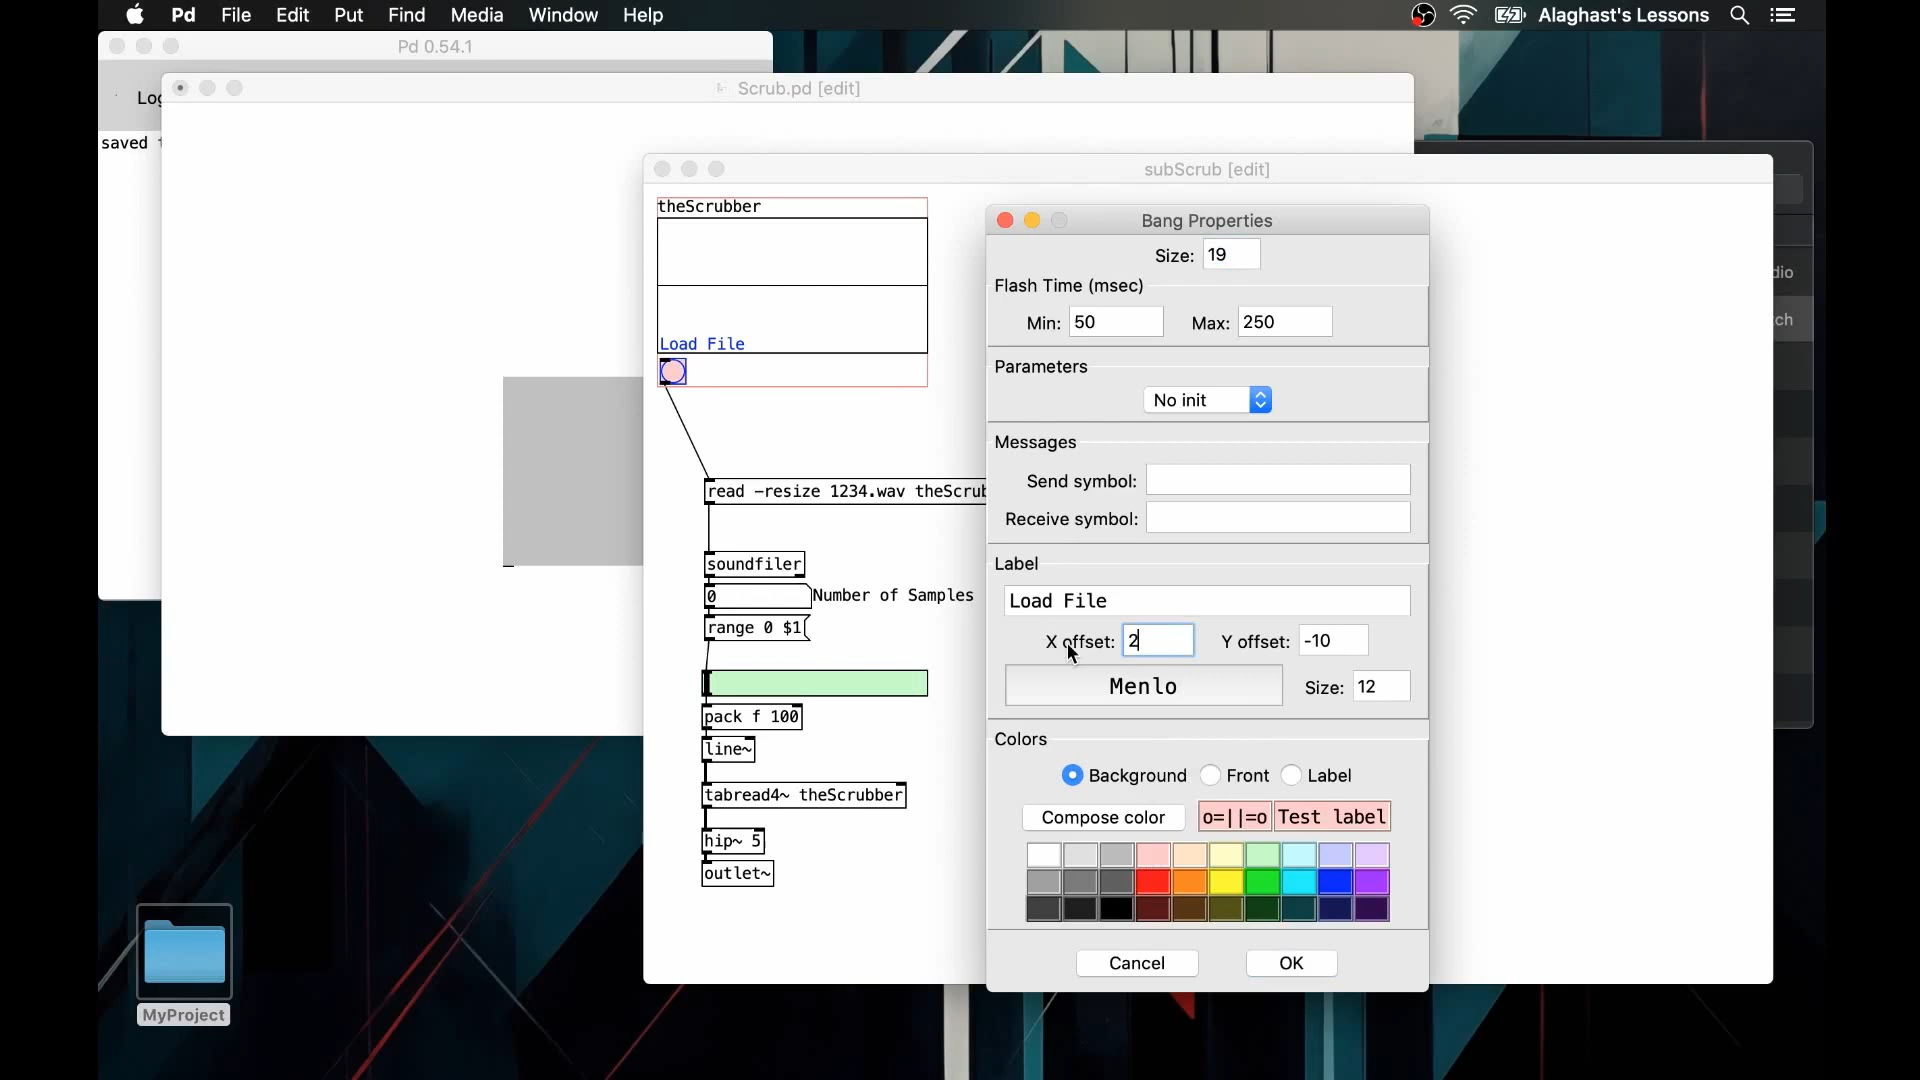 Pd File Edit Put Find Media Window Help Alaghast's Lessons
Pd 0.54.1
Scrub.pd [edit]
saved
subScrub [edit]
theScrubber
Load File
read -resize 1234.wav
soundfiler
0
Number of Samples
range 0 $1
pack f 100
line~
tabread4~ theScrubber
hip~ 5
outlet~
Bang Properties
Size: 19
Flash Time (msec)
Min: 50 Max: 250
Parameters
No init
Messages
Send symbol:
Receive symbol:
Label
Load File
X offset: 2 Y offset: -10
Menlo Size: 12
Colors
Background Front Label
Compose color o=||=o Test label
Cancel OK
MyProject